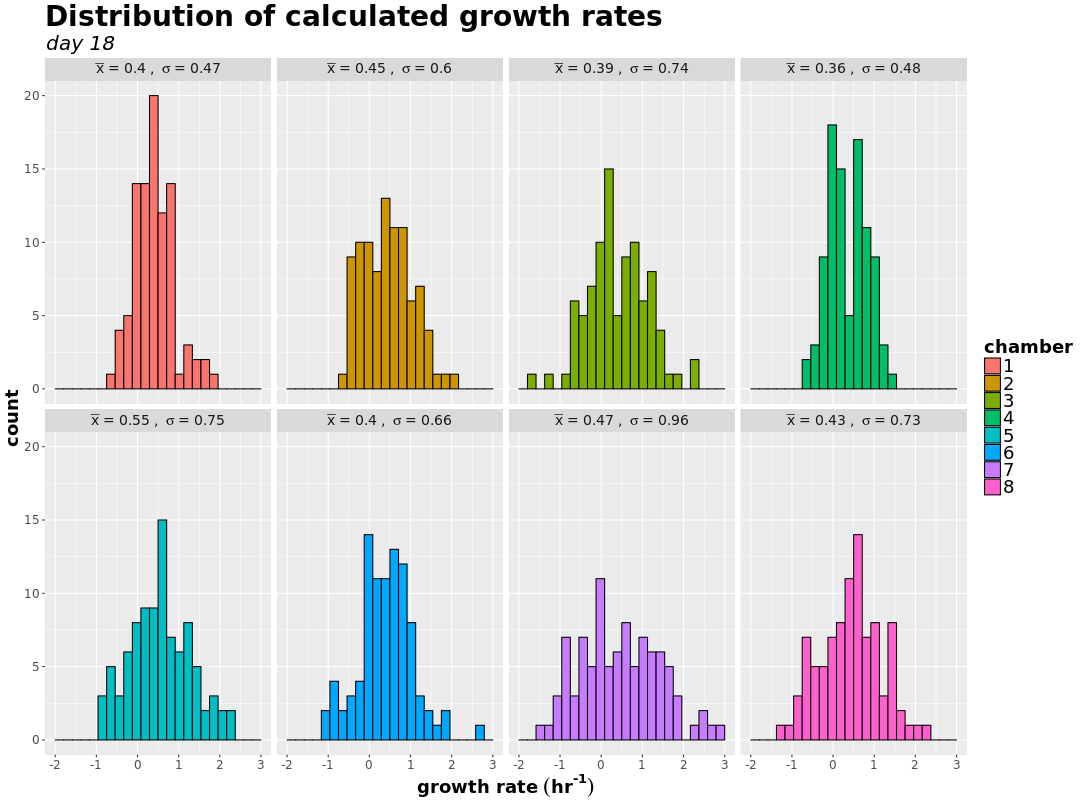 Distribution of calculated growth rates
day 18
x̅ = 0.4 , σ = 0.47
x̅ = 0.45 , σ = 0.6
x̅ = 0.39 , σ = 0.74
x̅ = 0.36 , σ = 0.48
20
15
10
5
0
x̅ = 0.55 , σ = 0.75
x̅ = 0.4 , σ = 0.66
x̅ = 0.47 , σ = 0.96
x̅ = 0.43 , σ = 0.73
20
15
10
5
0
-2 -1 0 1 2 3
-2 -1 0 1 2 3
-2 -1 0 1 2 3
-2 -1 0 1 2 3
count
growth rate (hr⁻¹)
chamber
1
2
3
4
5
6
7
8